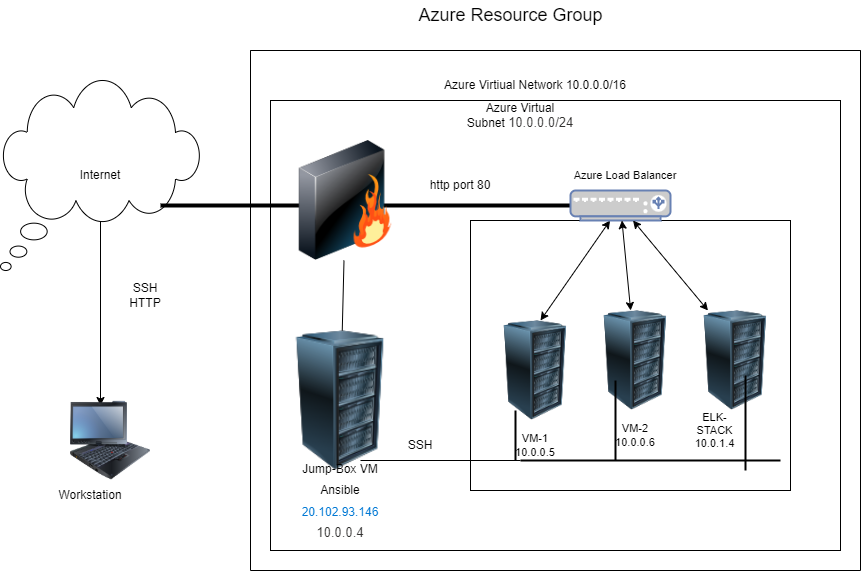 Azure Resource Group
Azure Virtiual Network 10.0.0.0/16
Azure Virtual
Subnet 10.0.0.0/24
Internet
http port 80
Azure Load Balancer
SSH
HTTP
VM-1
10.0.0.5
VM-2
10.0.0.6
ELK-
STACK
10.0.1.4
SSH
Jump-Box VM
Ansible
20.102.93.146
10.0.0.4
Workstation